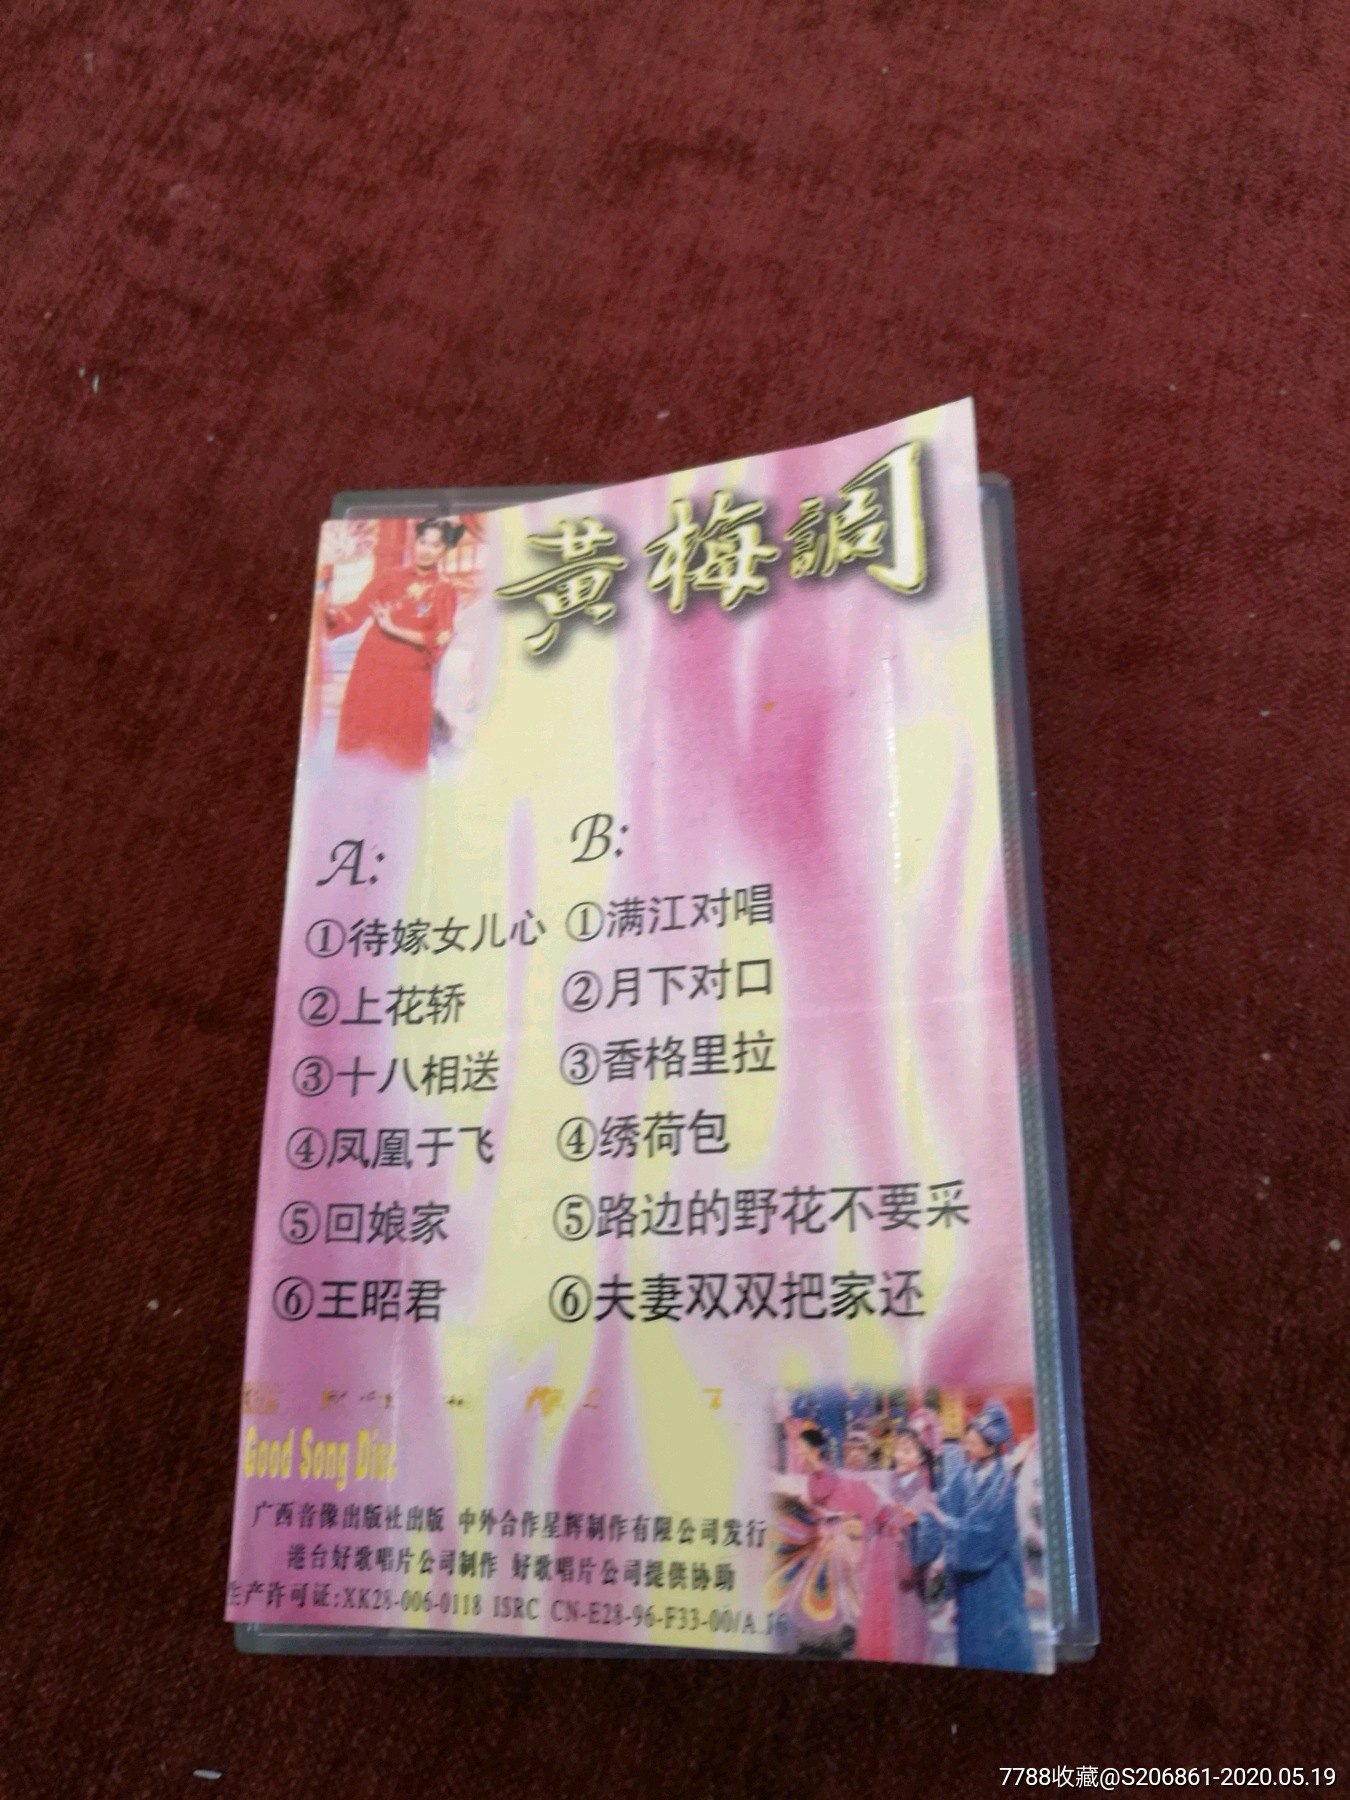 黃梅調
A:
①待嫁女儿心
②上花轿
③十八相送
④凤凰于飞
⑤回娘家
⑥王昭君
B:
①满江对唱
②月下对口
③香格里拉
④绣荷包
⑤路边的野花不要采
⑥夫妻双双把家还
Good Song Disc
广西音像出版社出版 中外合作星辉制作有限公司发行
港台好歌唱片公司制作 好歌唱片公司提供协助
生产许可证:XK28-006-0118 ISRC CN-E28-96-F33-00/A.J6
7788收藏@S206861-2020.05.19